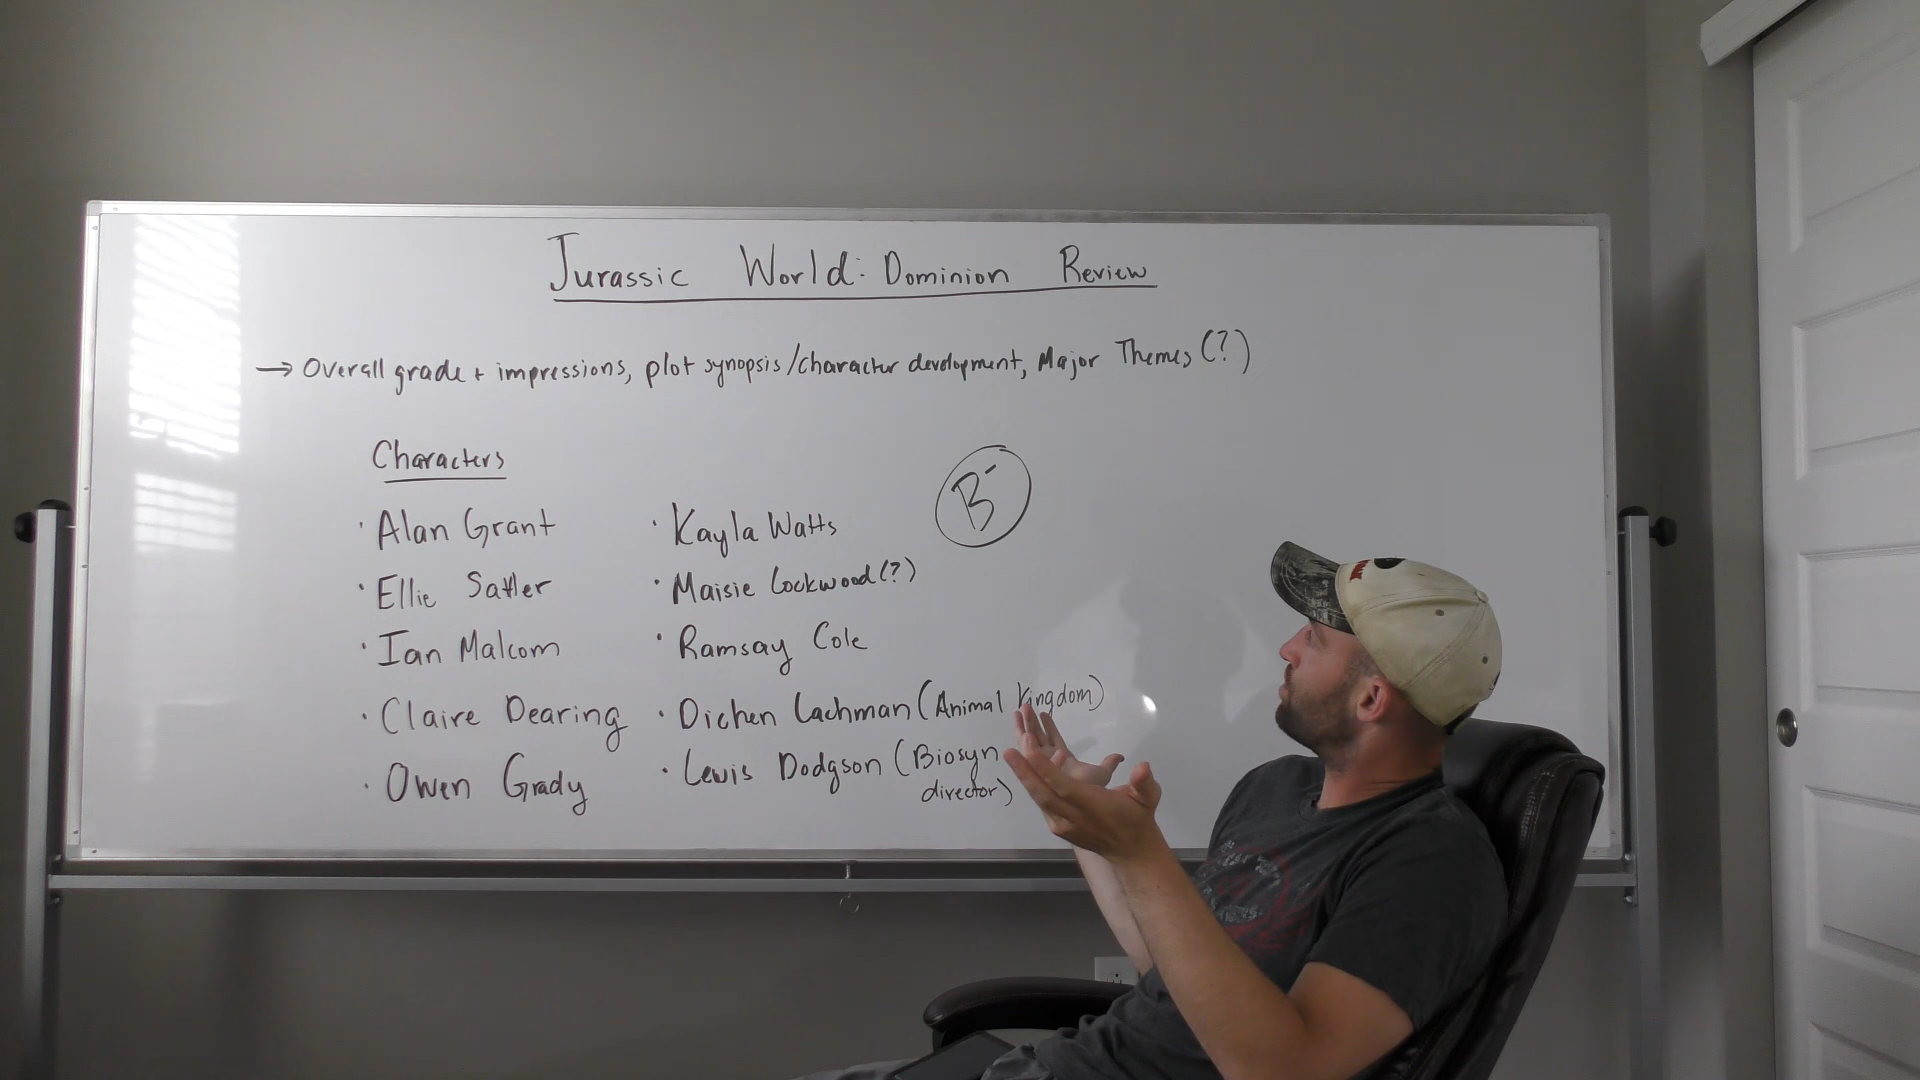 Jurassic World: Dominion Review
→ Overall grade + impressions, plot synopsis/character development, Major Themes (?)
Characters
· Alan Grant
· Ellie Sattler
· Ian Malcom
· Claire Dearing
· Owen Grady
· Kayla Watts
· Maisie Lockwood (?)
· Ramsay Cole
· Dichen Lachman (Animal Kingdom)
· Lewis Dodgson (Biosyn
director)
B-